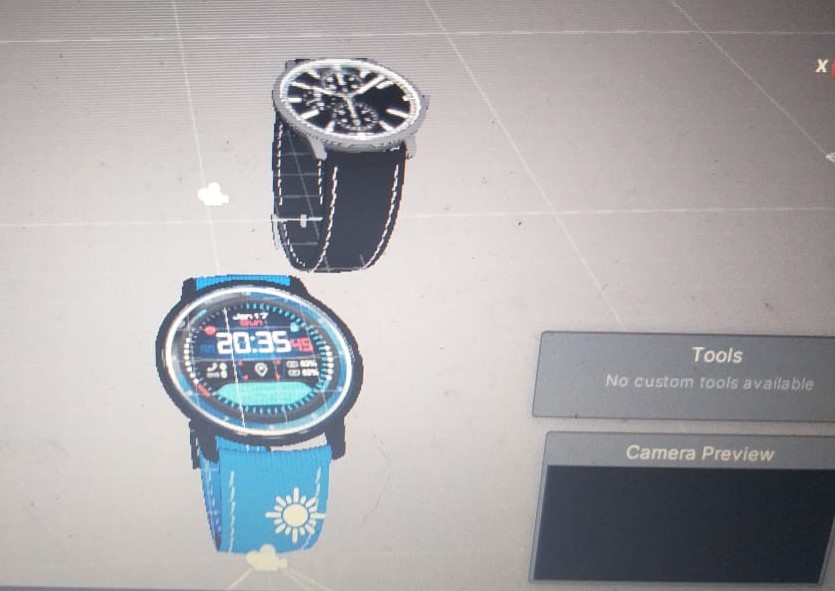 X
Jan 17
Sun
20:35 45
Tools
No custom tools available
Camera Preview